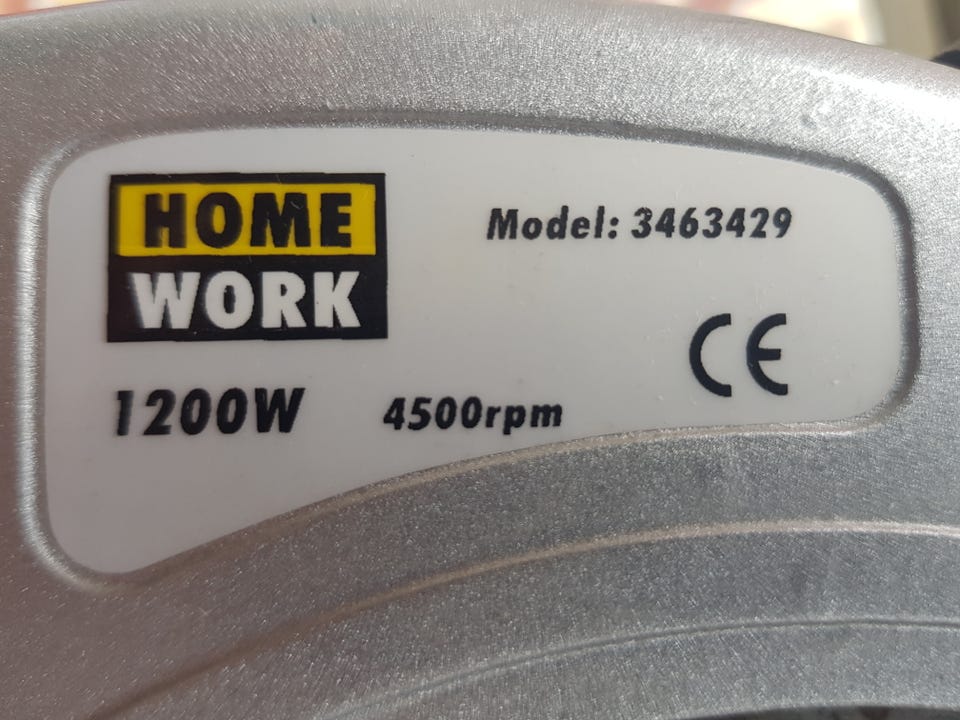 HOME
WORK
Model: 3463429
CE
1200W
4500rpm